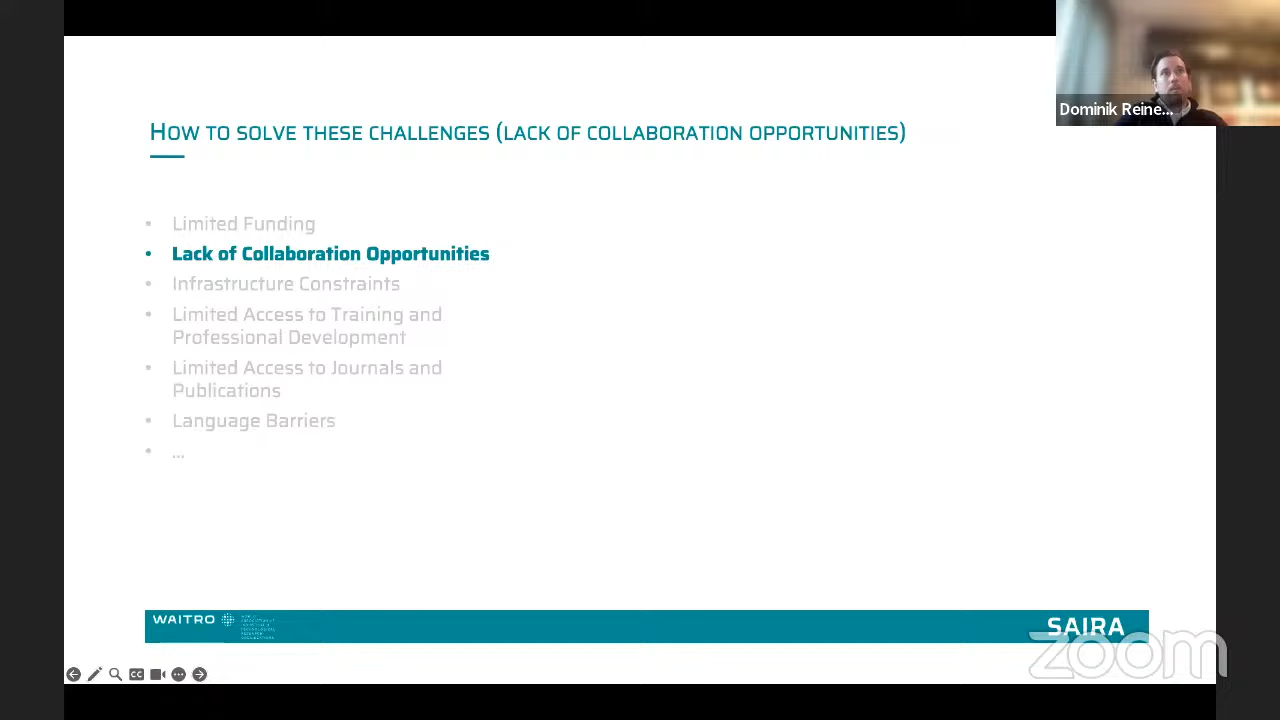 Dominik Reine...
HOW TO SOLVE THESE CHALLENGES (LACK OF COLLABORATION OPPORTUNITIES)
• Limited Funding
• Lack of Collaboration Opportunities
• Infrastructure Constraints
• Limited Access to Training and
Professional Development
• Limited Access to Journals and
Publications
• Language Barriers
• ...
WAITRO
SAIRA
zoom
CC